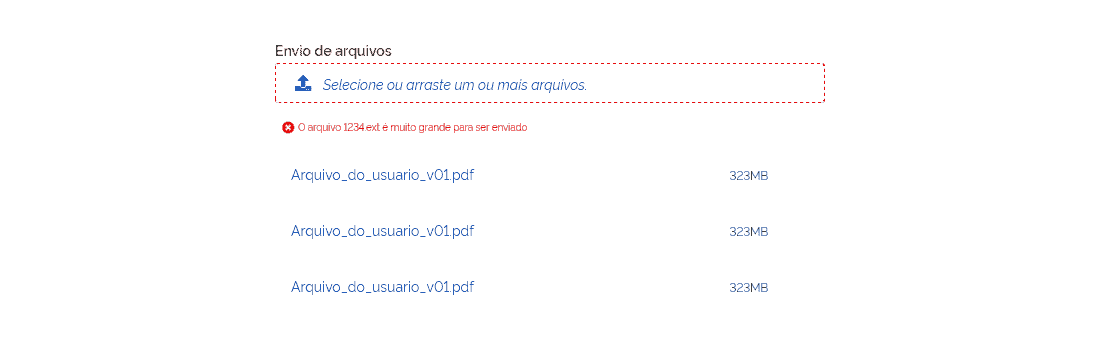 Envio de arquivos
Selecione ou arraste um ou mais arquivos.
O arquivo 1234.ext é muito grande para ser enviado
Arquivo_do_usuario_v01.pdf 323MB
Arquivo_do_usuario_v01.pdf 323MB
Arquivo_do_usuario_v01.pdf 323MB